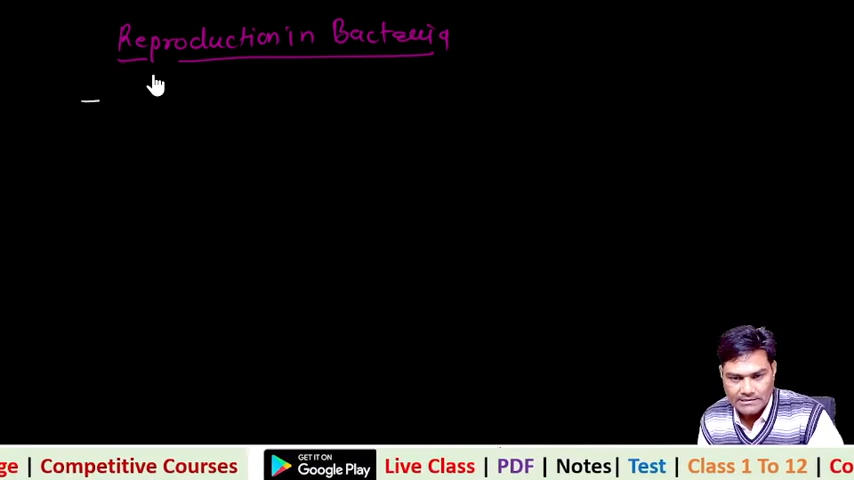 Reproduction in Bacteria
ge | Competitive Courses GET IT ON Google Play Live Class | PDF | Notes | Test | Class 1 To 12 | Co